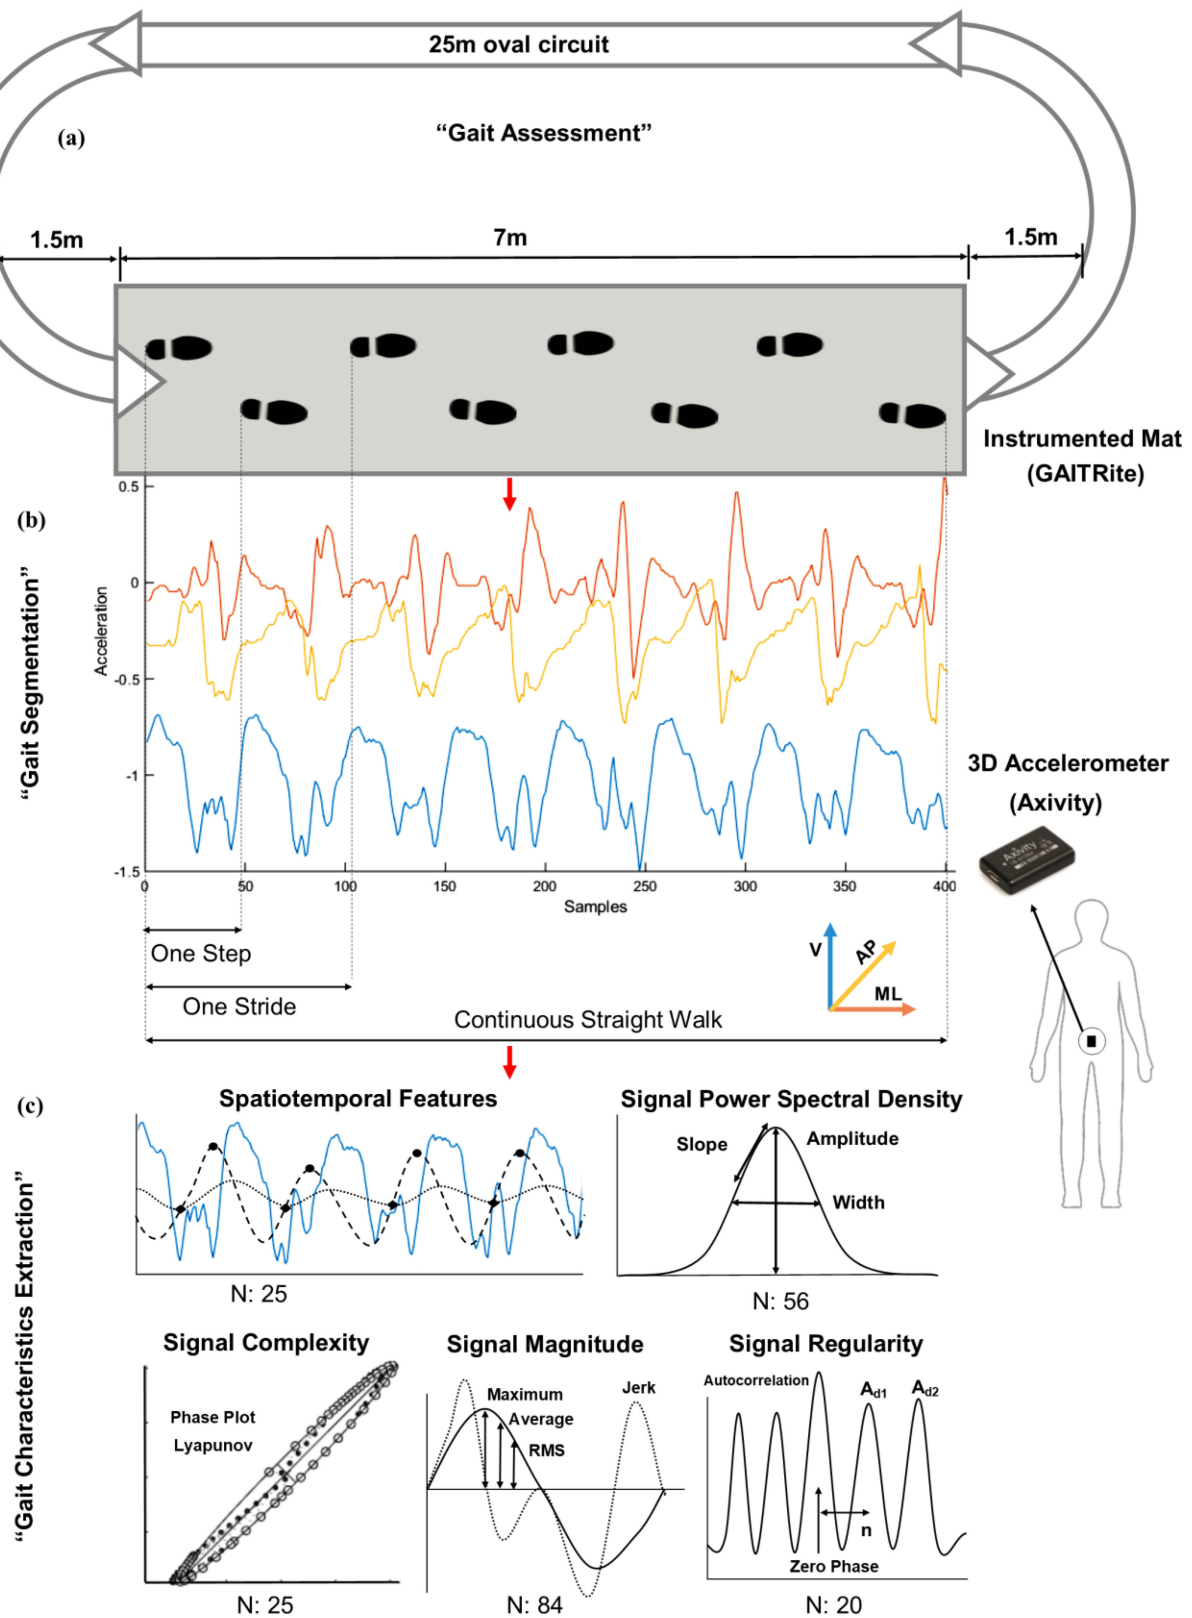 25m oval circuit
(a)
“Gait Assessment”
1.5m
7m
1.5m
Instrumented Mat
(GAITRite)
(b)
“Gait Segmentation”
Acceleration
0.5
0
-0.5
-1
-1.5
0
50
100
150
200
250
300
350
400
Samples
3D Accelerometer
(Axivity)
Axivity
One Step
One Stride
Continuous Straight Walk
V
AP
ML
(c)
“Gait Characteristics Extraction”
Spatiotemporal Features
N: 25
Signal Power Spectral Density
Slope
Amplitude
Width
N: 56
Signal Complexity
Phase Plot
Lyapunov
N: 25
Signal Magnitude
Maximum
Average
RMS
Jerk
N: 84
Signal Regularity
Autocorrelation
Ad1
Ad2
n
Zero Phase
N: 20